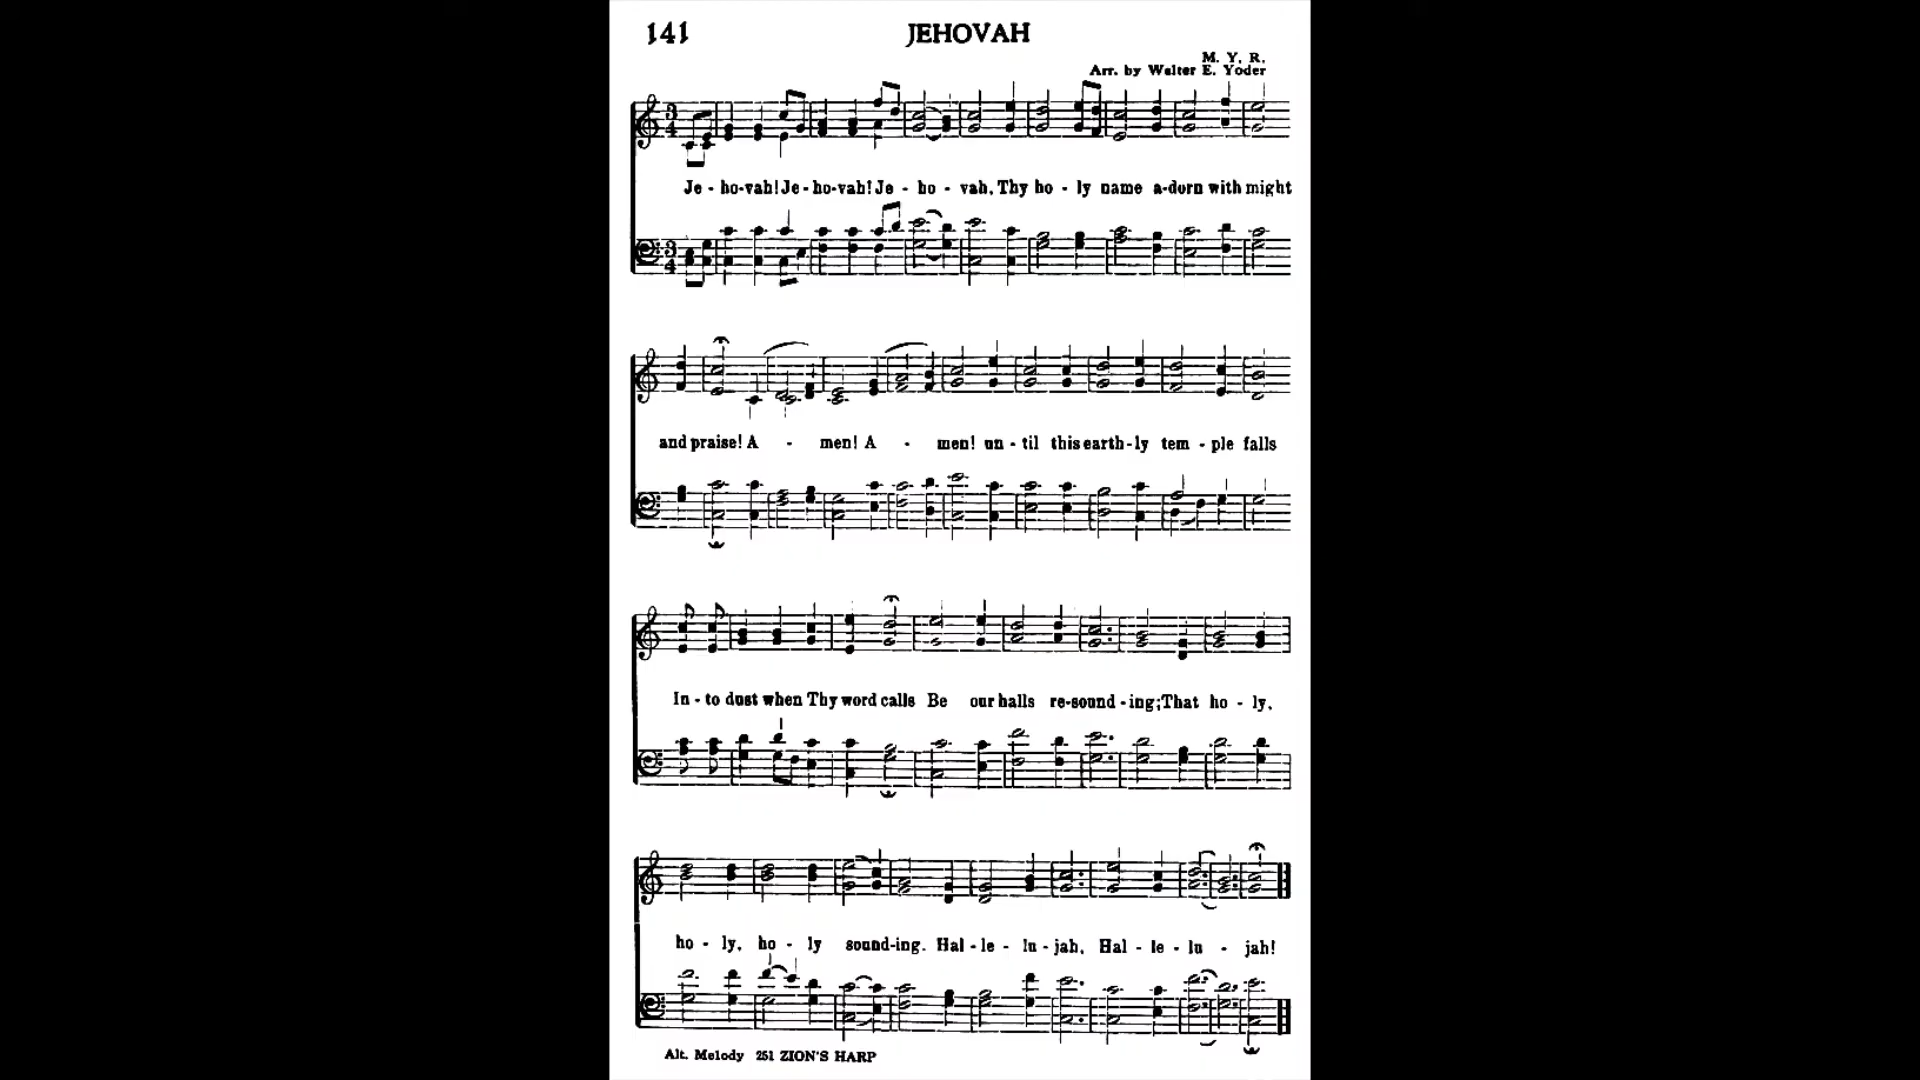 141 JEHOVAH
M. Y. R.
Arr. by Walter E. Yoder
Je - ho-vah! Je - ho-vah! Je - ho - vah, Thy ho - ly name a-dorn with might
and praise! A - men! A - men! un - til this earth-ly tem - ple falls
In - to dust when Thy word calls Be our halls re-sound - ing; That ho - ly,
ho - ly, ho - ly sound-ing. Hal - le - lu - jah, Hal - le - lu - jah!
Alt. Melody 251 ZION'S HARP